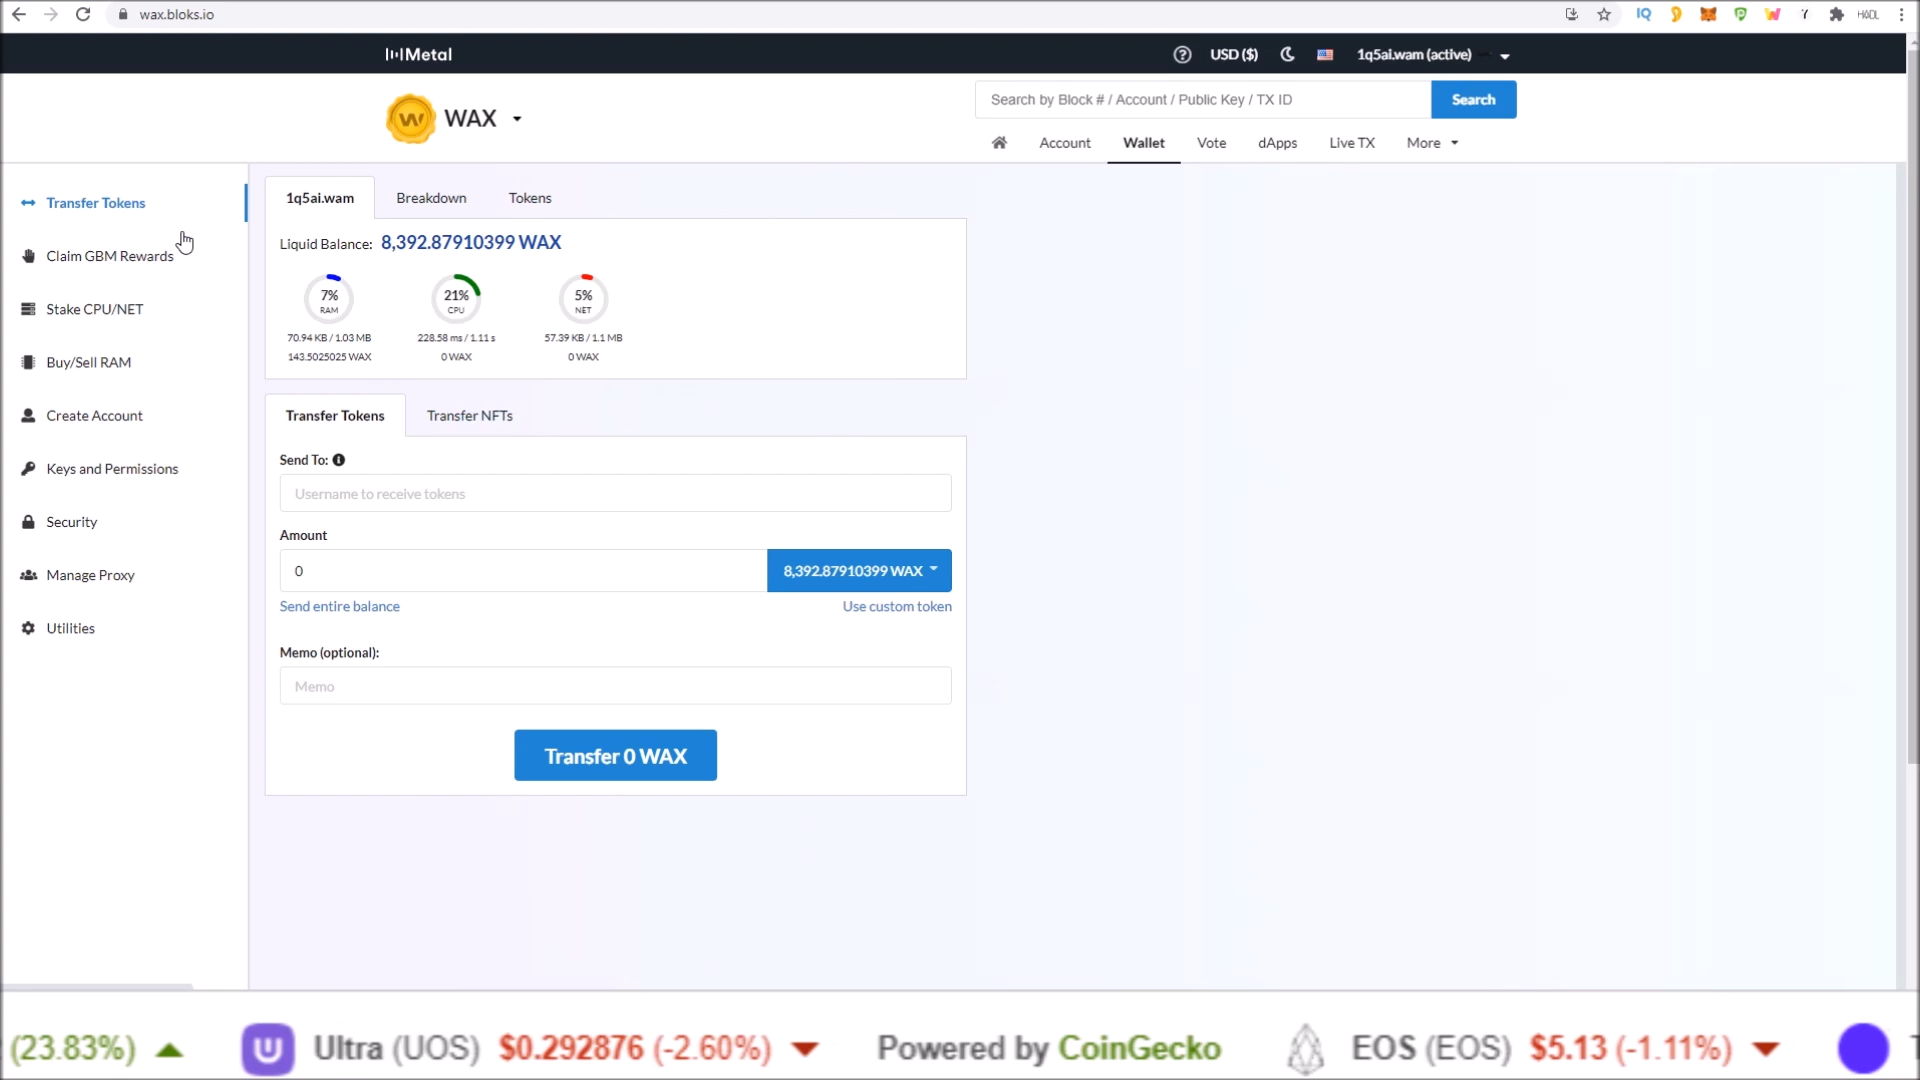 wax.bloks.io
IQ
HADL
Metal
USD ($)
1q5ai.wam (active)
WAX
Search by Block # / Account / Public Key / TX ID
Search
Account
Wallet
Vote
dApps
Live TX
More
Transfer Tokens
Claim GBM Rewards
Stake CPU/NET
Buy/Sell RAM
Create Account
Keys and Permissions
Security
Manage Proxy
Utilities
1q5ai.wam
Breakdown
Tokens
Liquid Balance: 8,392.87910399 WAX
7%
RAM
70.94 KB / 1.03 MB
143.5025025 WAX
21%
CPU
228.58 ms / 1.11 s
0 WAX
5%
NET
57.39 KB / 1.1 MB
0 WAX
Transfer Tokens
Transfer NFTs
Send To:
Username to receive tokens
Amount
0
8,392.87910399 WAX
Send entire balance
Use custom token
Memo (optional):
Memo
Transfer 0 WAX
(23.83%)
Ultra (UOS) $0.292876 (-2.60%)
Powered by CoinGecko
EOS (EOS) $5.13 (-1.11%)